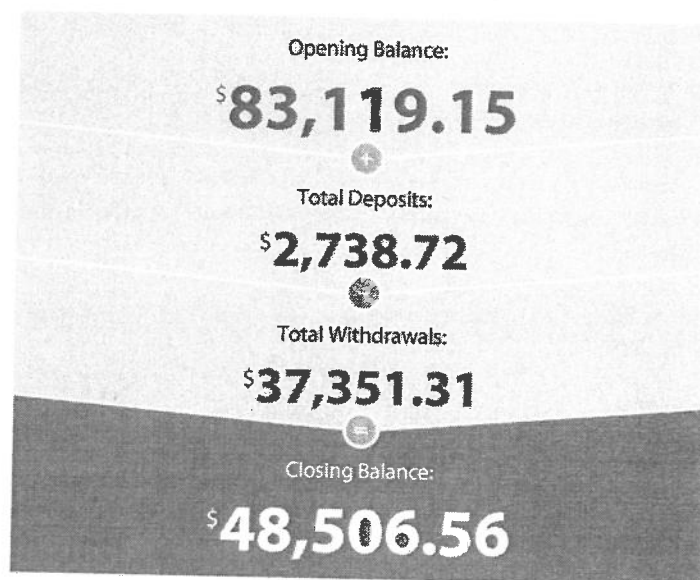 Opening Balance:
$83,119.15
+
Total Deposits:
$2,738.72
Total Withdrawals:
$37,351.31
=
Closing Balance:
$48,506.56